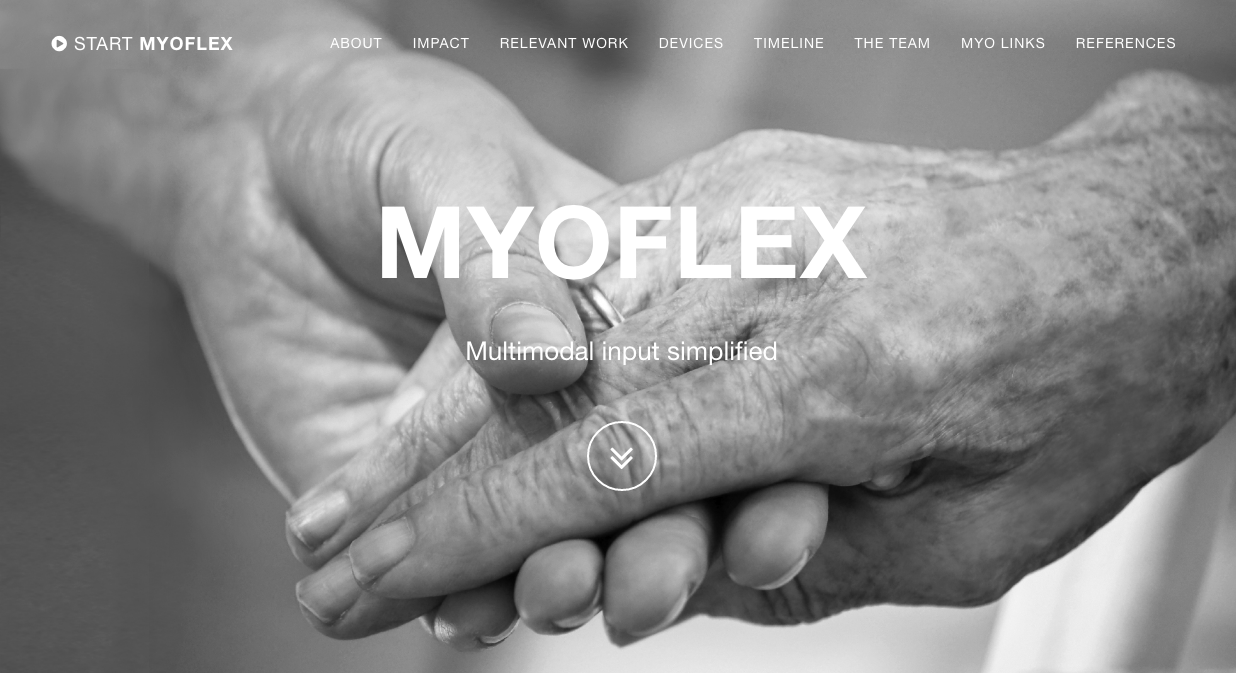 START MYOFLEX ABOUT IMPACT RELEVANT WORK DEVICES TIMELINE THE TEAM MYO LINKS REFERENCES
MYOFLEX
Multimodal input simplified